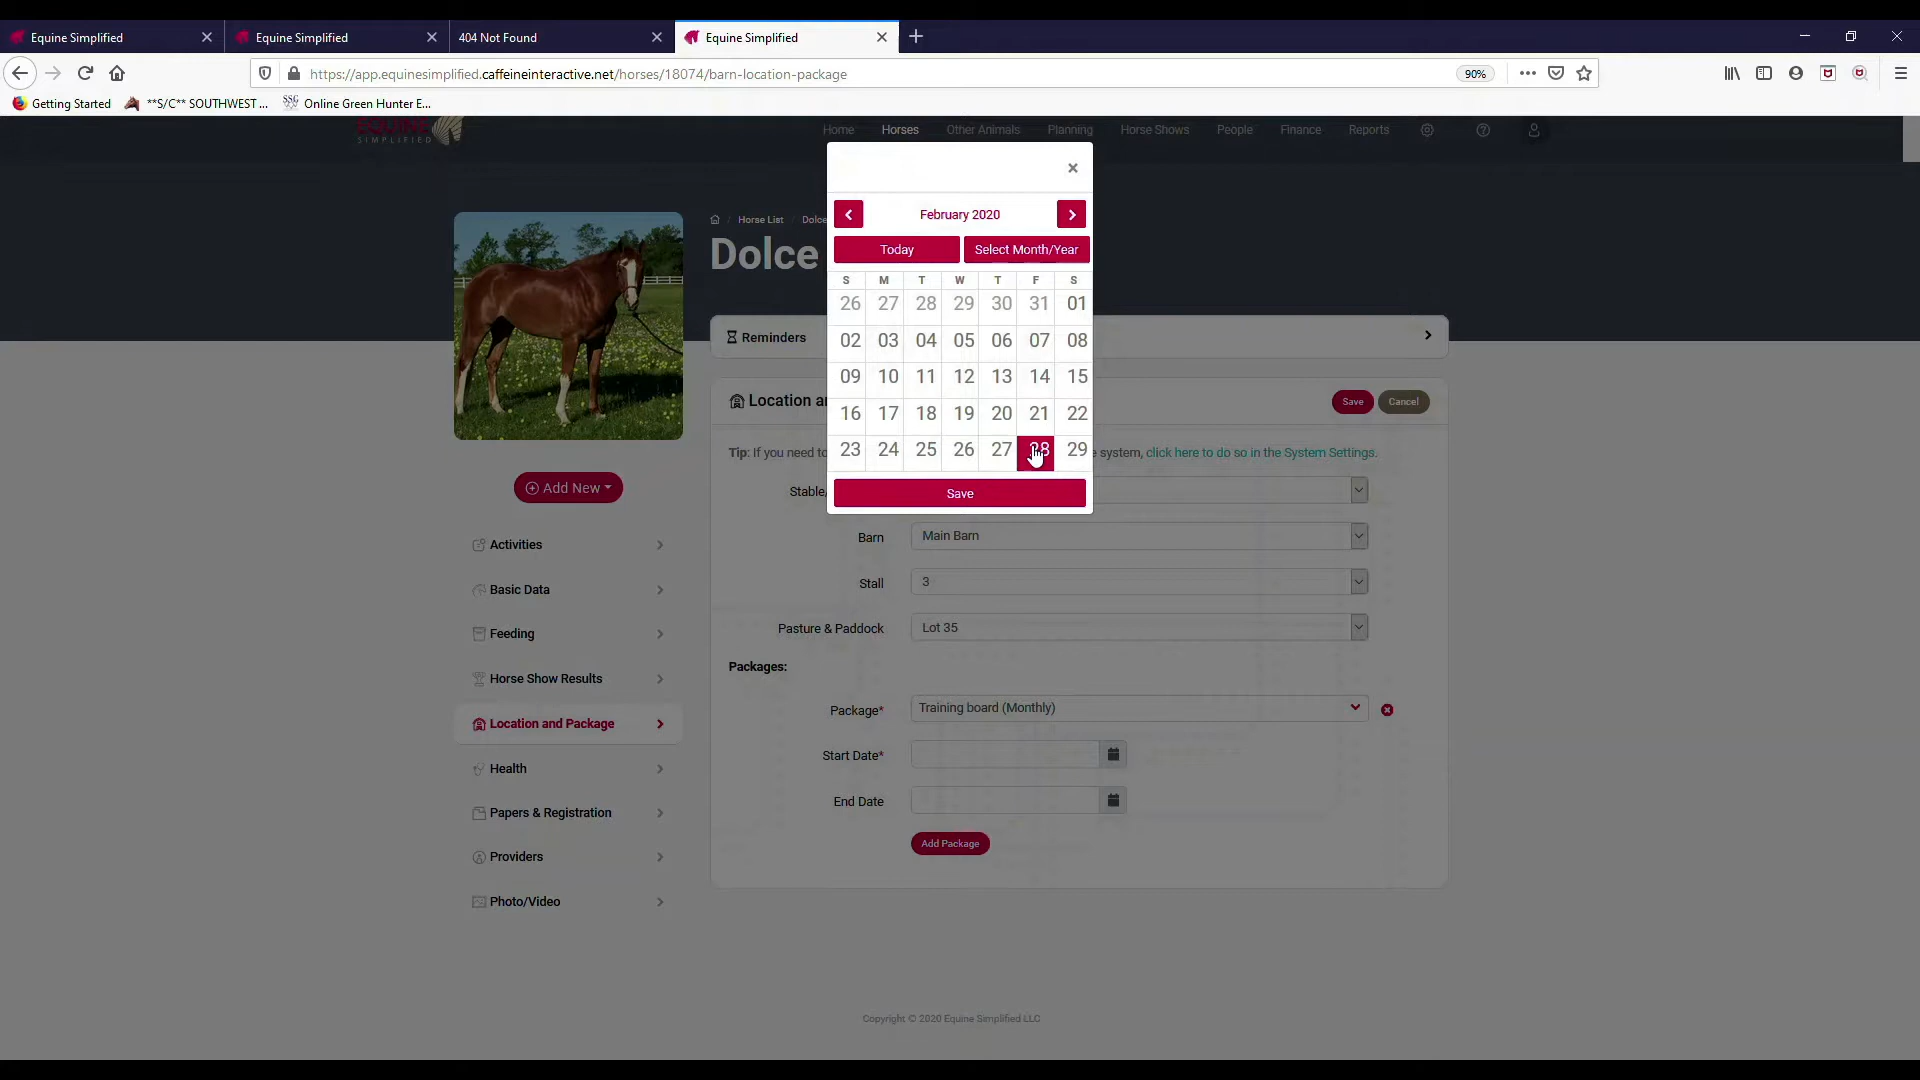 Equine Simplified
Equine Simplified
404 Not Found
Equine Simplified
https://app.equinesimplified.caffeineinteractive.net/horses/18074/barn-location-package
90%
Getting Started
**S/C** SOUTHWEST ...
SSG
Online Green Hunter E...
EQUINE
SIMPLIFIED
Home
Horses
Other Animals
Planning
Horse Shows
People
Finance
Reports
February 2020
Today
Select Month/Year
S M T W T F S
26 27 28 29 30 31 01
02 03 04 05 06 07 08
09 10 11 12 13 14 15
16 17 18 19 20 21 22
23 24 25 26 27 28 29
Save
Horse List / Dolce
Dolce
Reminders
Location a
Save
Cancel
Tip: If you need to
e system, click here to do so in the System Settings.
Stable/
Barn
Main Barn
Stall
3
Pasture & Paddock
Lot 35
Packages:
Package*
Training board (Monthly)
Start Date*
End Date
Add Package
Add New
Activities
Basic Data
Feeding
Horse Show Results
Location and Package
Health
Papers & Registration
Providers
Photo/Video
Copyright © 2020 Equine Simplified LLC